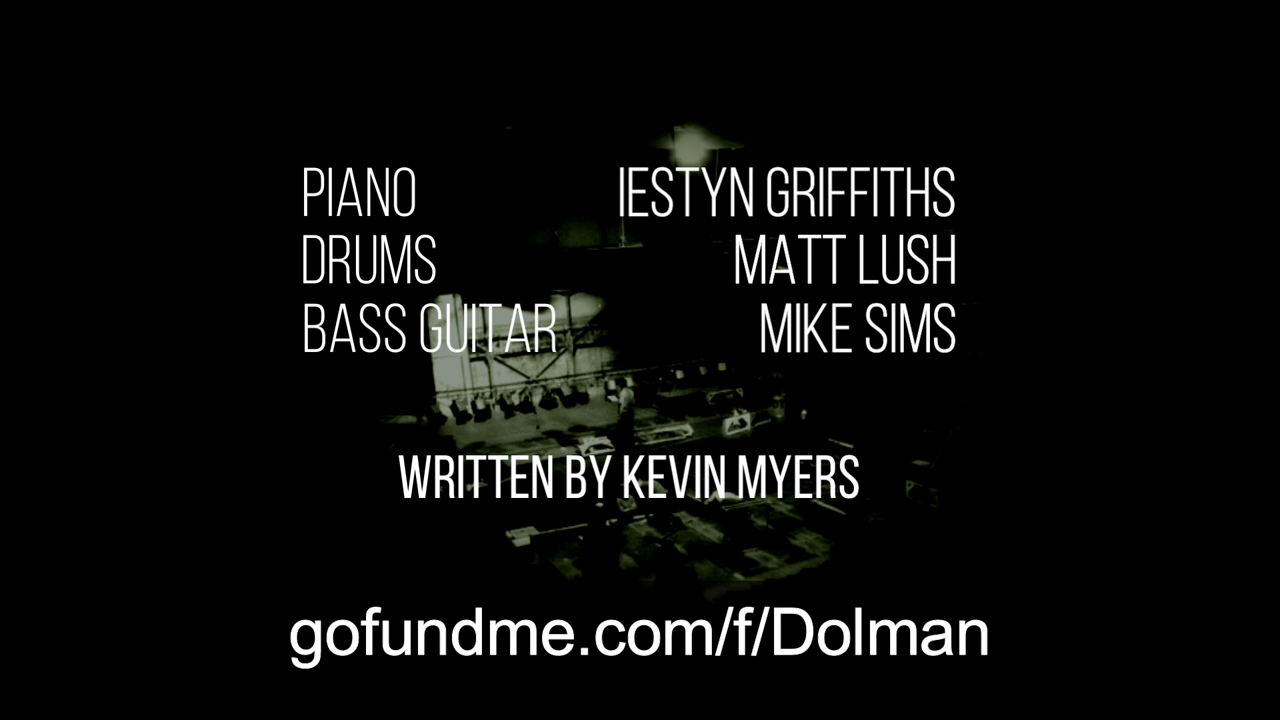 PIANO IESTYN GRIFFITHS
DRUMS MATT LUSH
BASS GUITAR MIKE SIMS
WRITTEN BY KEVIN MYERS
gofundme.com/f/Dolman